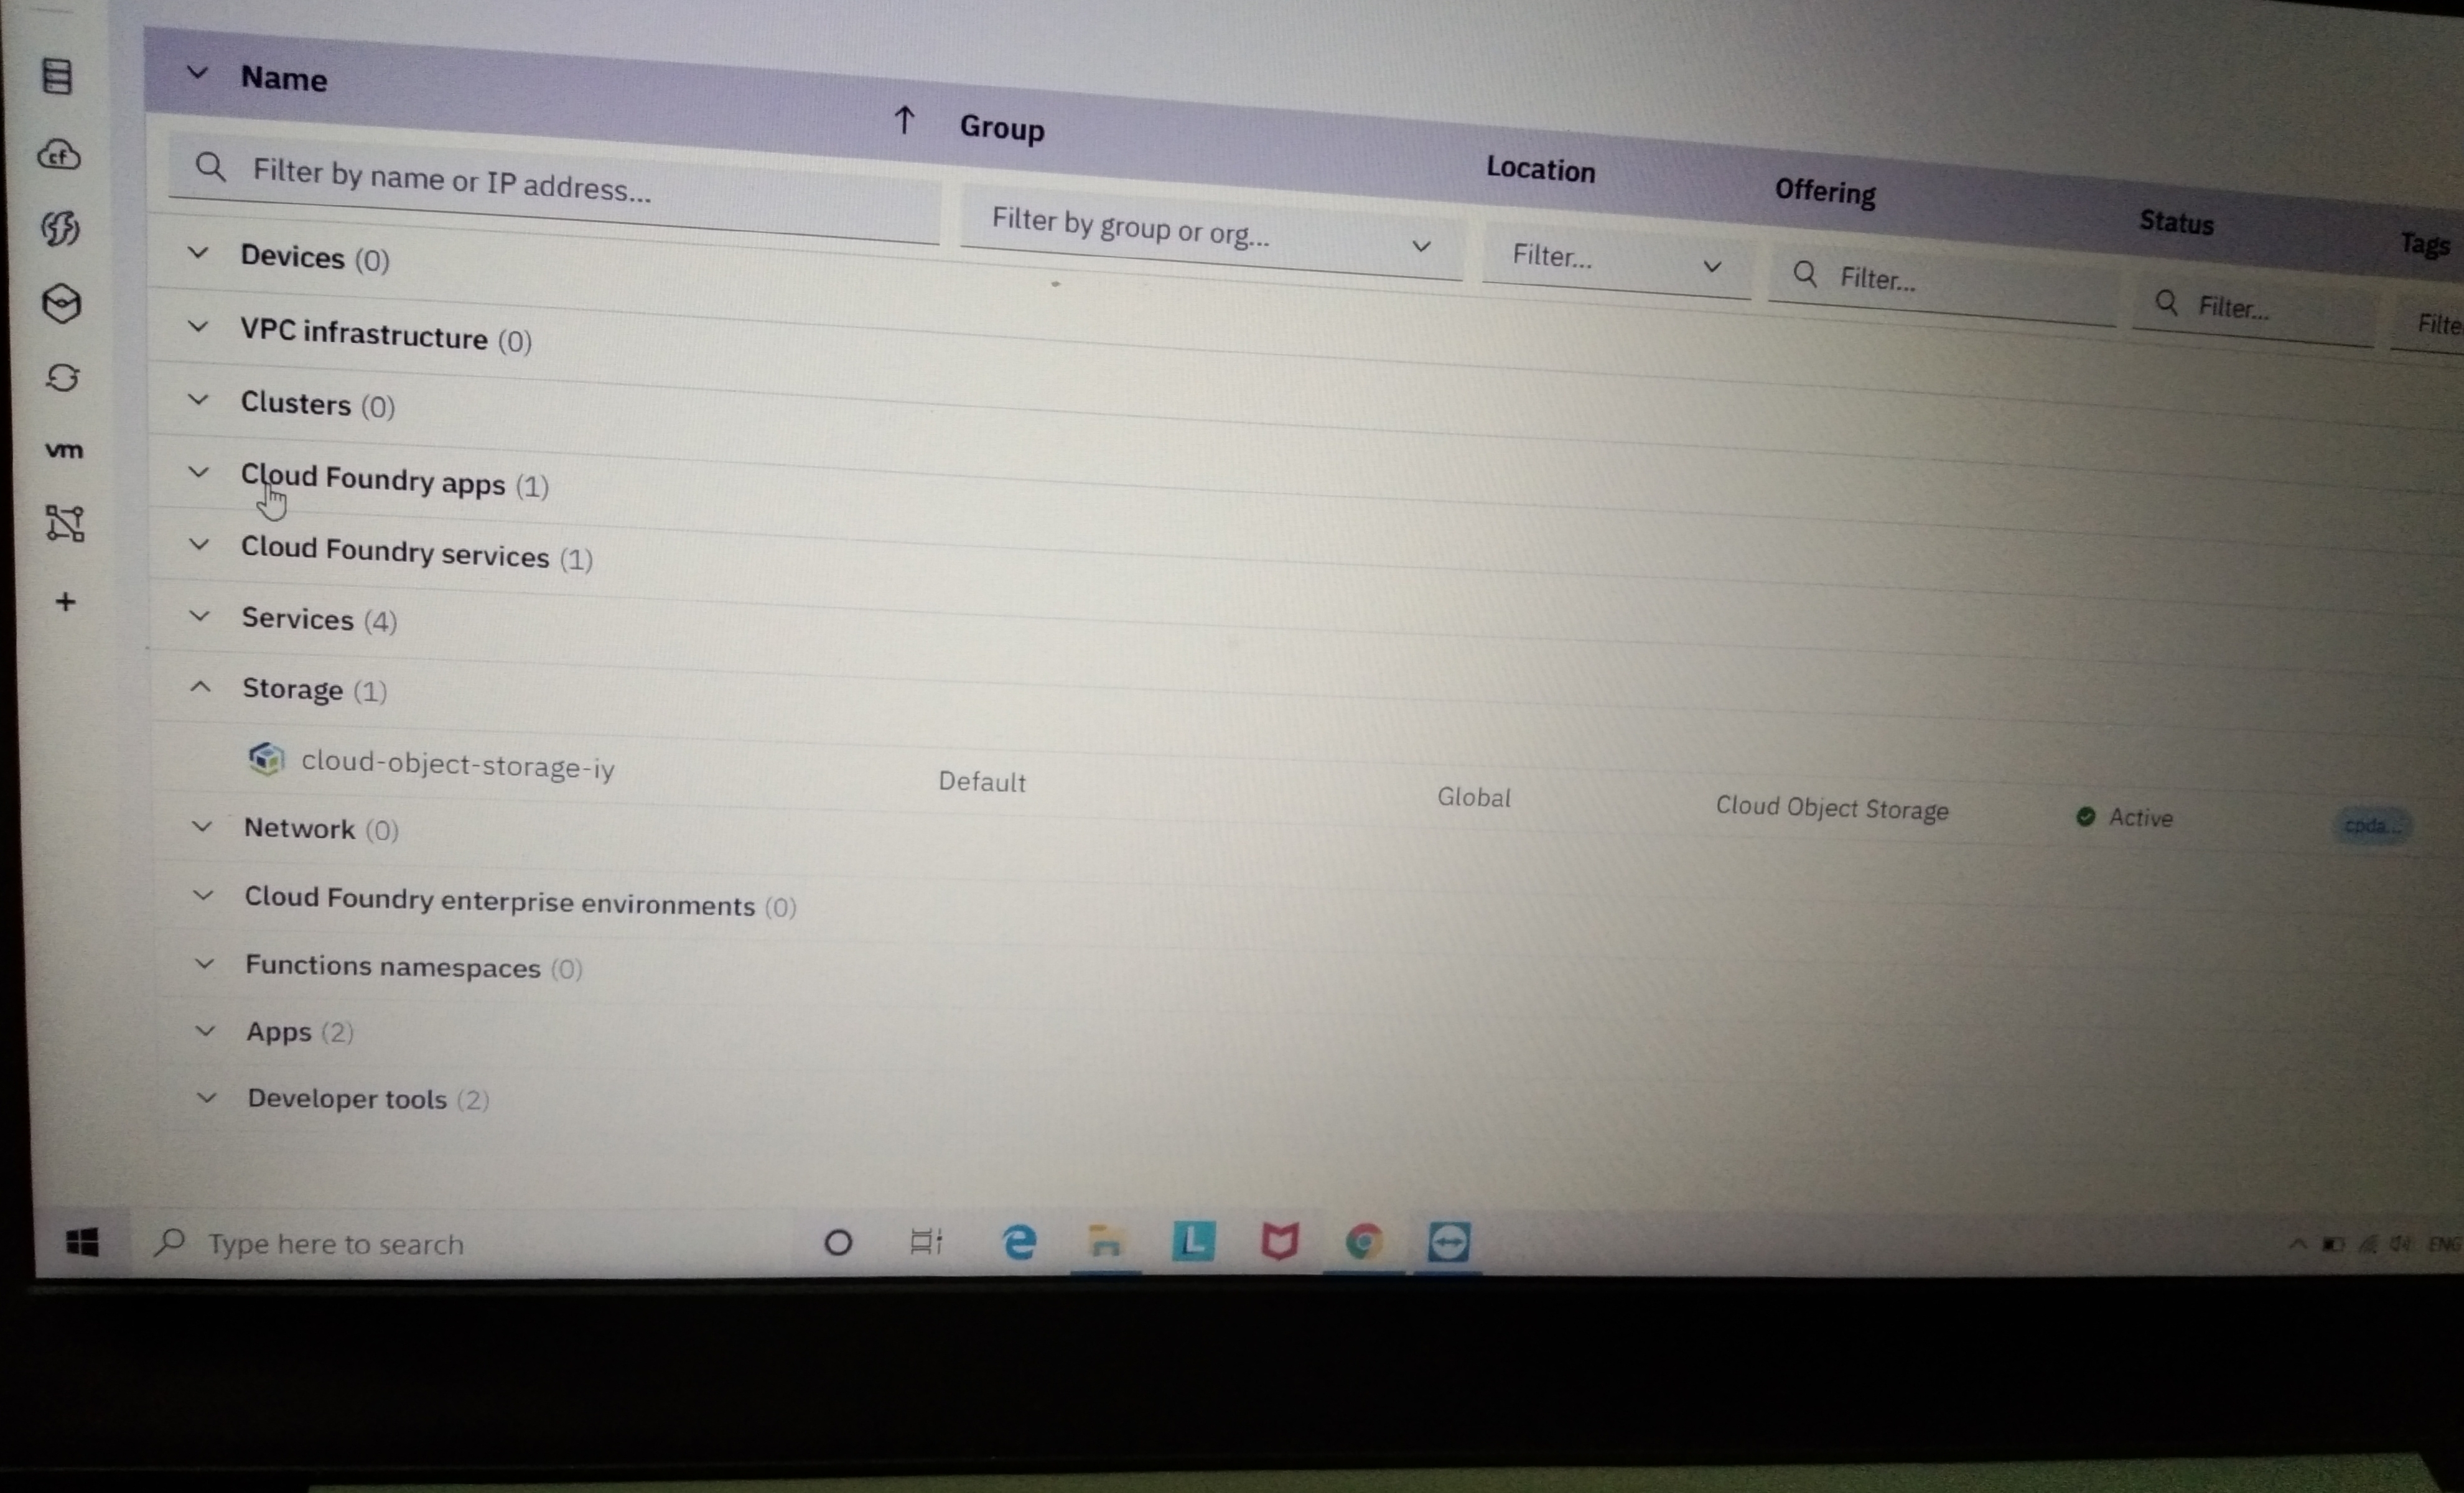 Name
Group
Location
Offering
Status
Tags
Filter by name or IP address...
Filter by group or org...
Filter...
Filter...
Filter...
Filte
Devices (0)
VPC infrastructure (0)
Clusters (0)
Cloud Foundry apps (1)
Cloud Foundry services (1)
Services (4)
Storage (1)
cloud-object-storage-iy Default Global Cloud Object Storage Active cpda...
Network (0)
Cloud Foundry enterprise environments (0)
Functions namespaces (0)
Apps (2)
Developer tools (2)
cf
vm
Type here to search
L
ENG